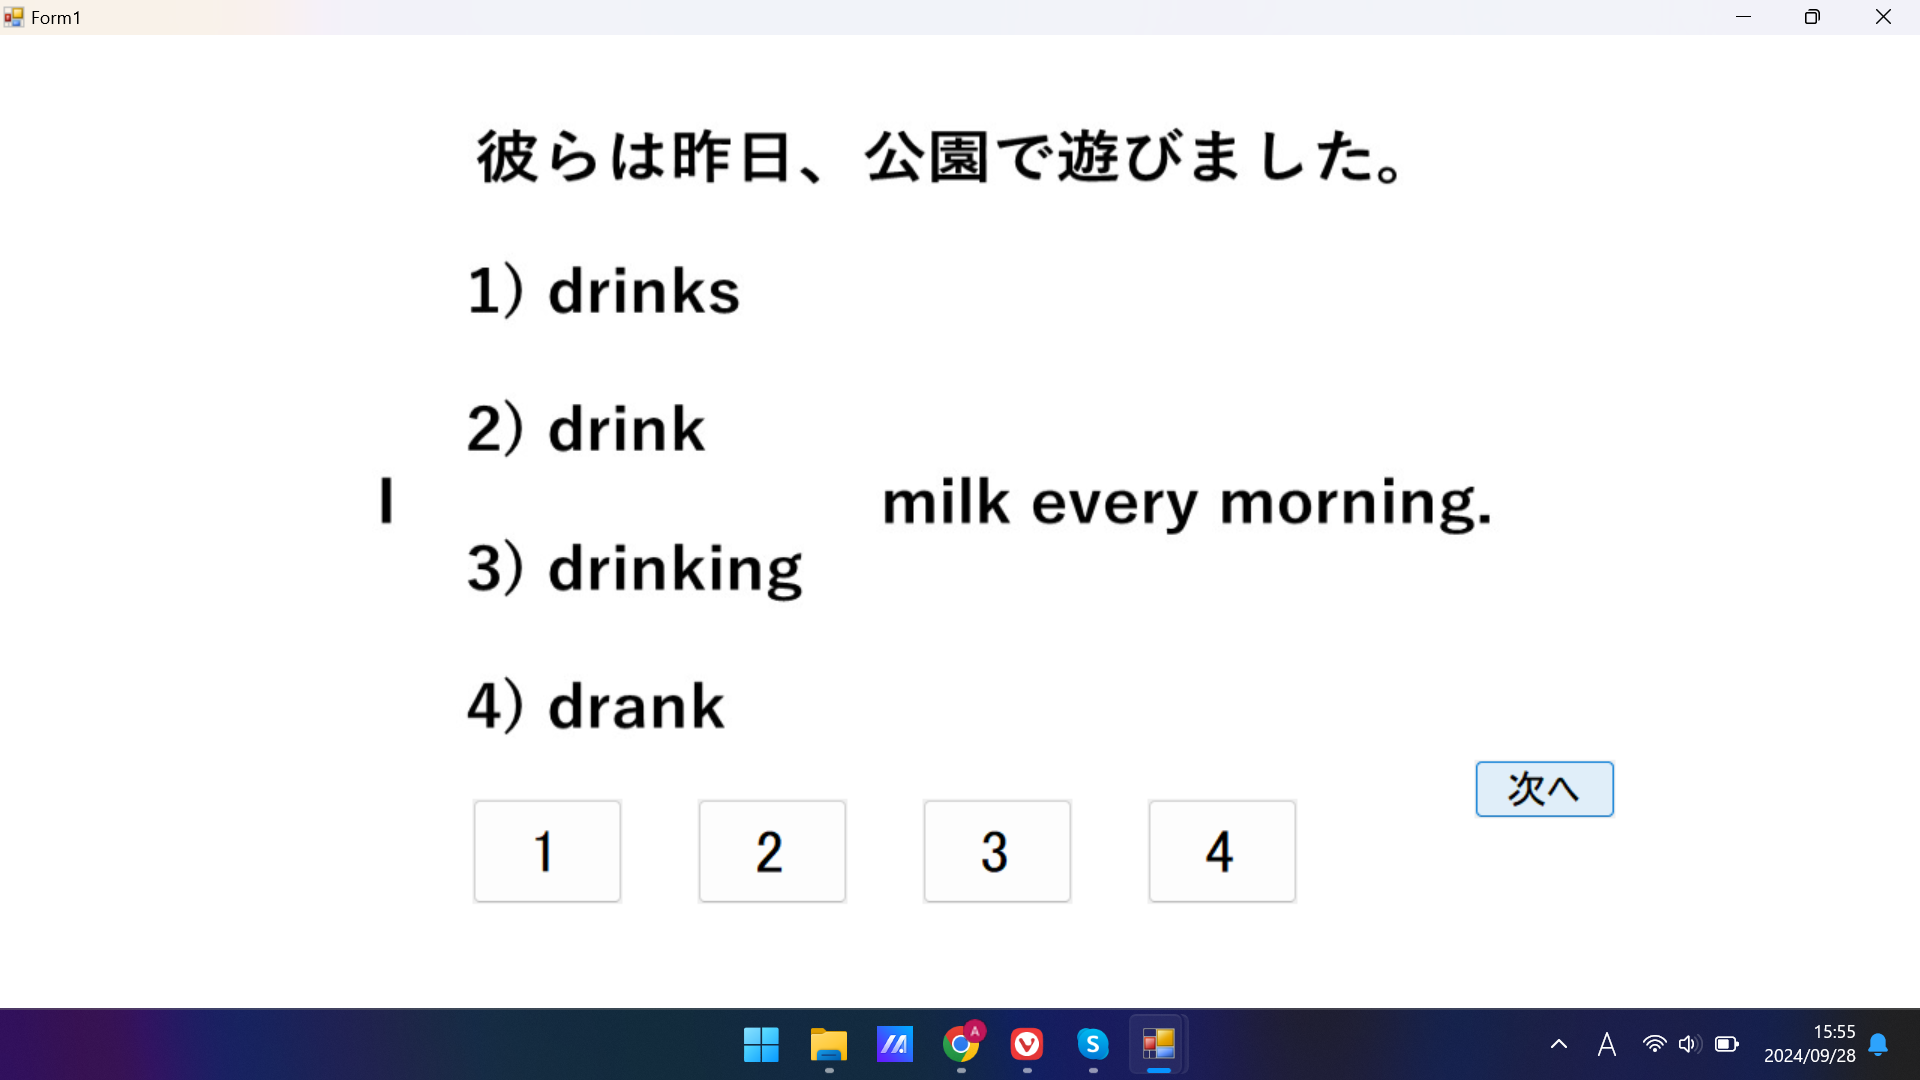 Form1
彼らは昨日、公園で遊びました。
1) drinks
2) drink
I milk every morning.
3) drinking
4) drank
次へ
1 2 3 4
A
S
A
15:55
2024/09/28